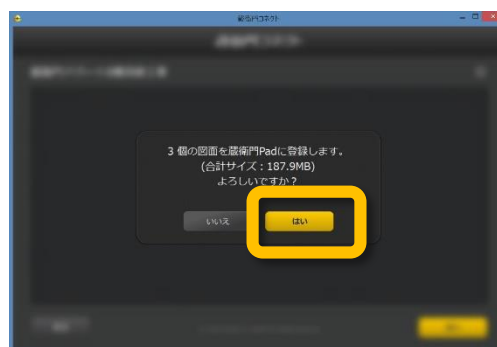 蔵衛門コネクト
3 個の図面を蔵衛門Padに登録します。
(合計サイズ:187.9MB)
よろしいですか?
いいえ
はい